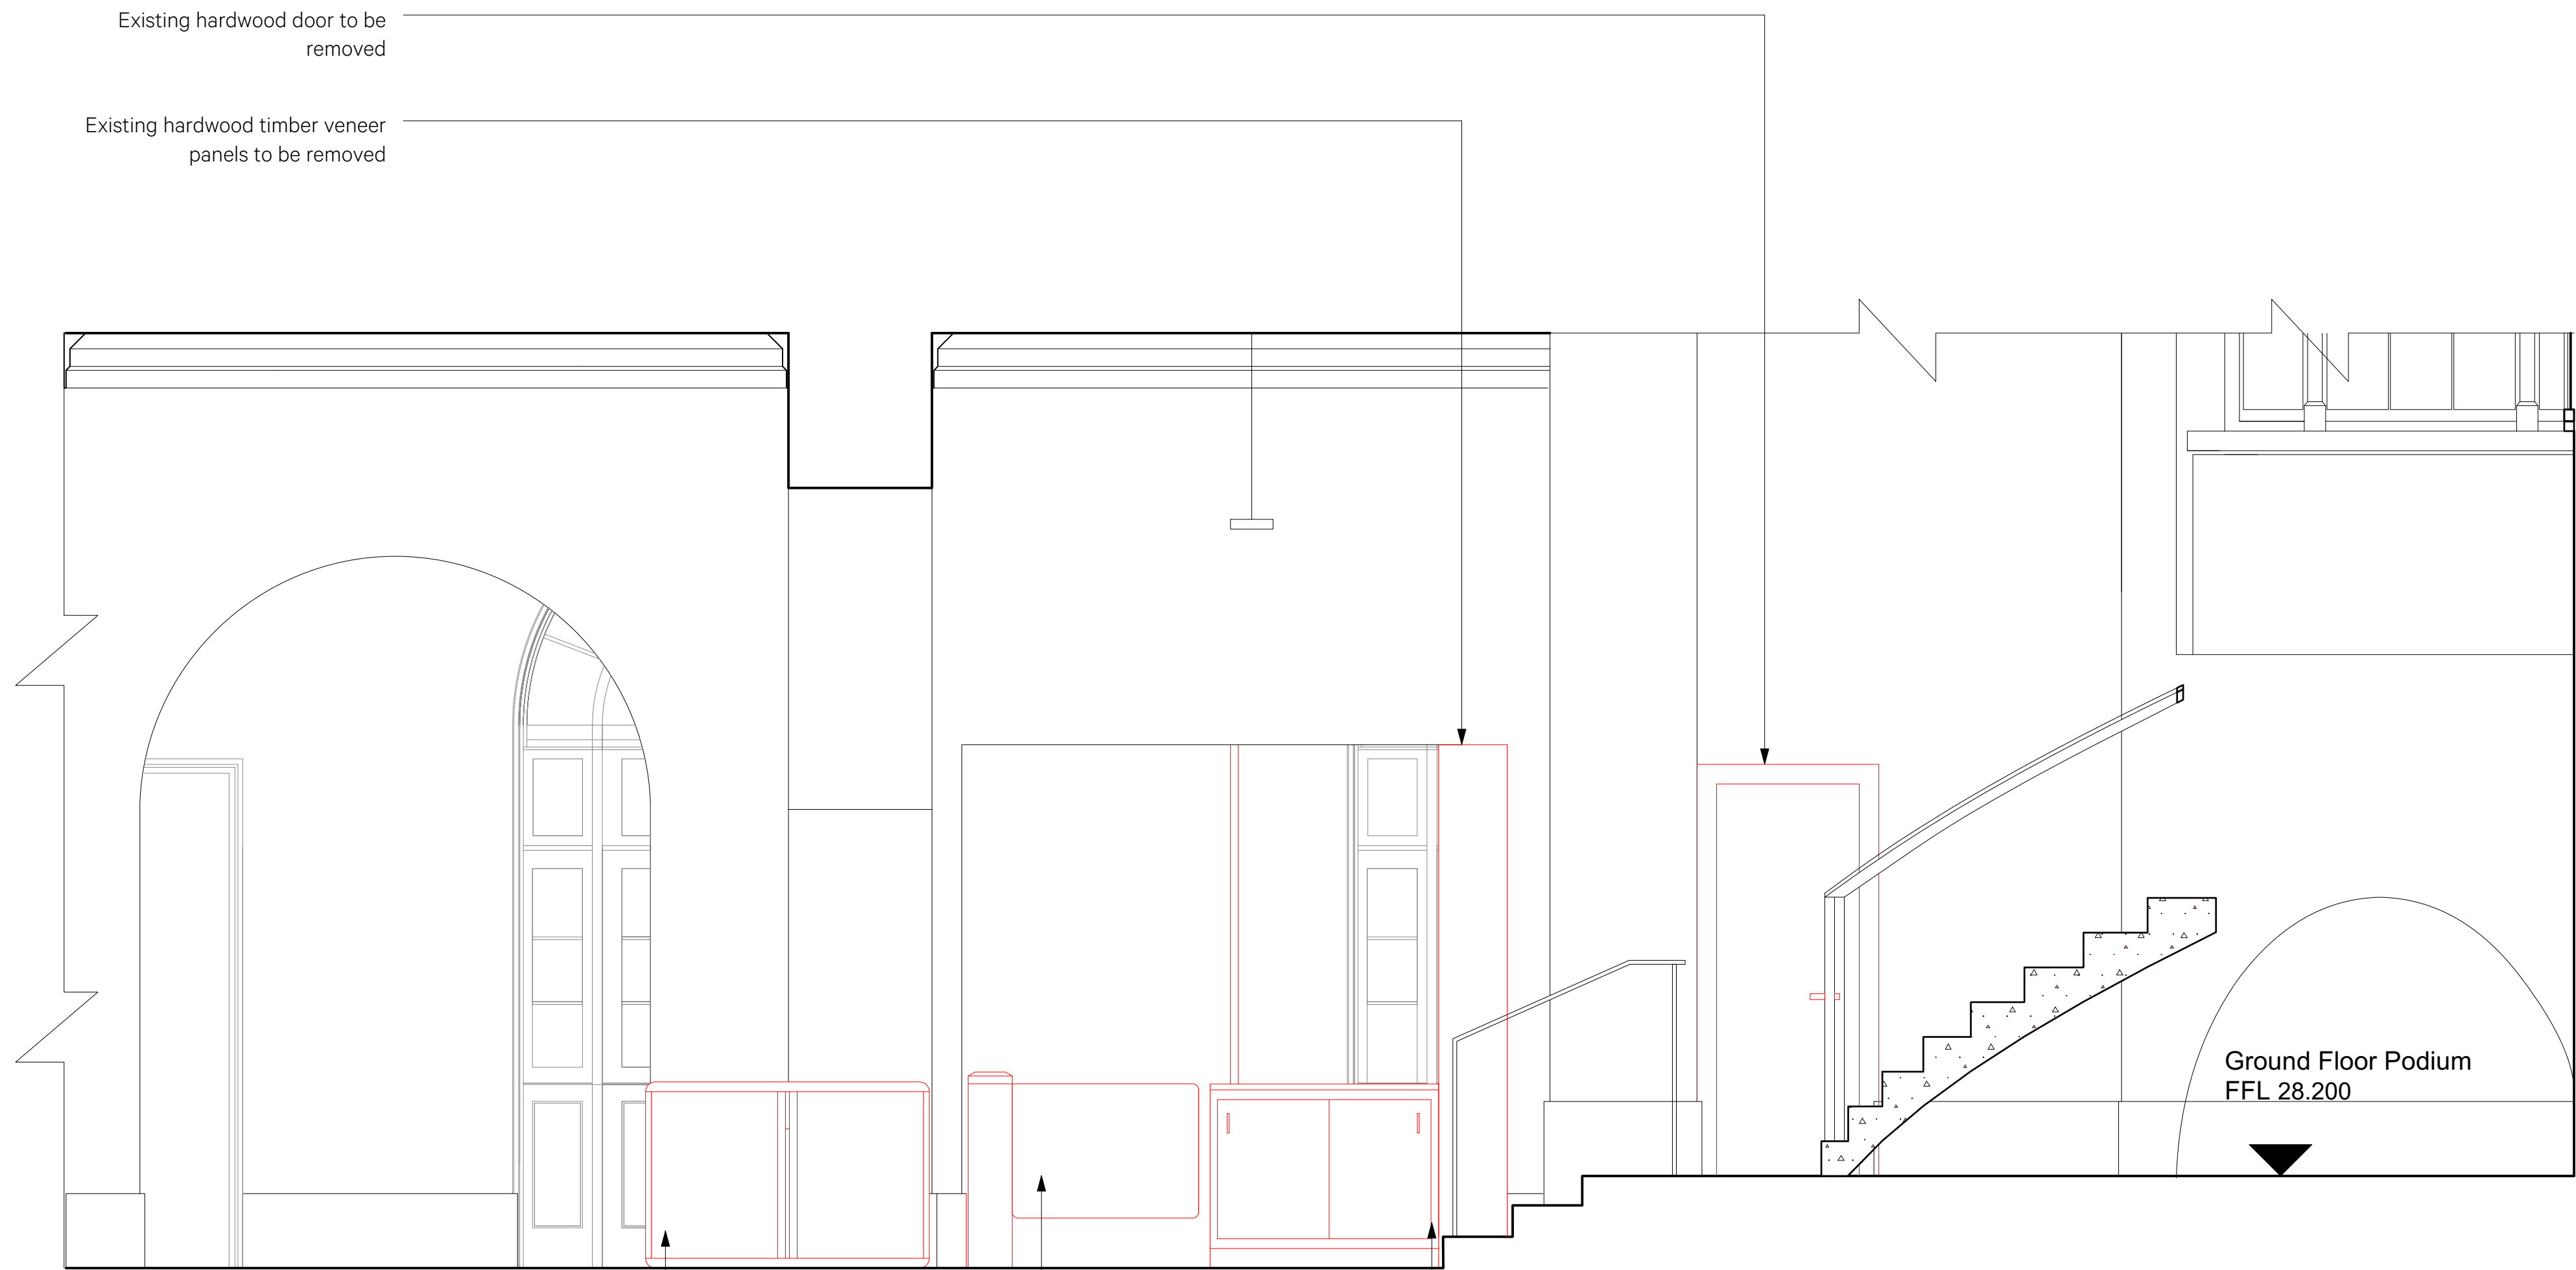 Existing hardwood door to be
removed
Existing hardwood timber veneer
panels to be removed
Ground Floor Podium
FFL 28.200